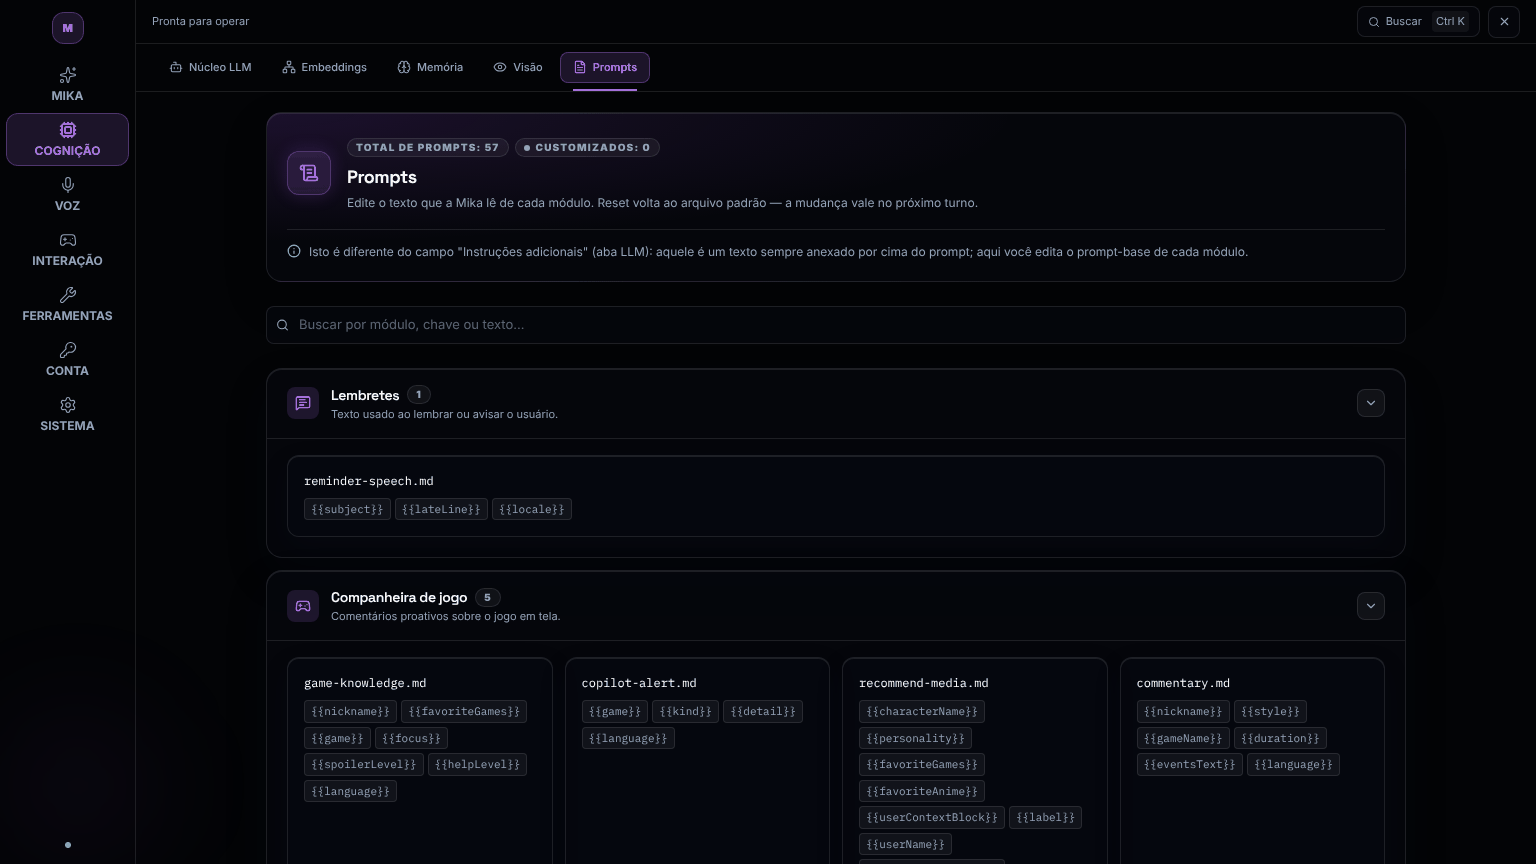 M
MIKA
COGNIÇÃO
VOZ
INTERAÇÃO
FERRAMENTAS
CONTA
SISTEMA
Pronta para operar
Buscar Ctrl K
Núcleo LLM
Embeddings
Memória
Visão
Prompts
TOTAL DE PROMPTS: 57
CUSTOMIZADOS: 0
Prompts
Edite o texto que a Mika lê de cada módulo. Reset volta ao arquivo padrão — a mudança vale no próximo turno.
Isto é diferente do campo "Instruções adicionais" (aba LLM): aquele é um texto sempre anexado por cima do prompt; aqui você edita o prompt-base de cada módulo.
Buscar por módulo, chave ou texto...
Lembretes 1
Texto usado ao lembrar ou avisar o usuário.
reminder-speech.md
{{subject}} {{lateLine}} {{locale}}
Companheira de jogo 5
Comentários proativos sobre o jogo em tela.
game-knowledge.md
{{nickname}} {{favoriteGames}}
{{game}} {{focus}}
{{spoilerLevel}} {{helpLevel}}
{{language}}
copilot-alert.md
{{game}} {{kind}} {{detail}}
{{language}}
recommend-media.md
{{characterName}}
{{personality}}
{{favoriteGames}}
{{favoriteAnime}}
{{userContextBlock}} {{label}}
{{userName}}
commentary.md
{{nickname}} {{style}}
{{gameName}} {{duration}}
{{eventsText}} {{language}}